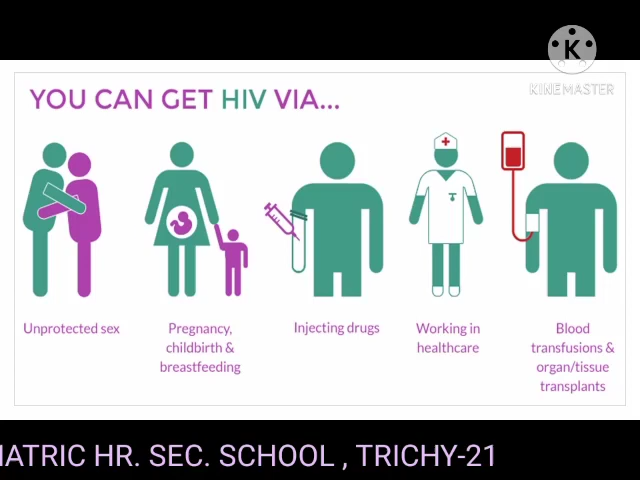 K
KINEMASTER
YOU CAN GET HIV VIA...
Unprotected sex
Pregnancy,
childbirth &
breastfeeding
Injecting drugs
Working in
healthcare
Blood
transfusions &
organ/tissue
transplants
IATRIC HR. SEC. SCHOOL , TRICHY-21